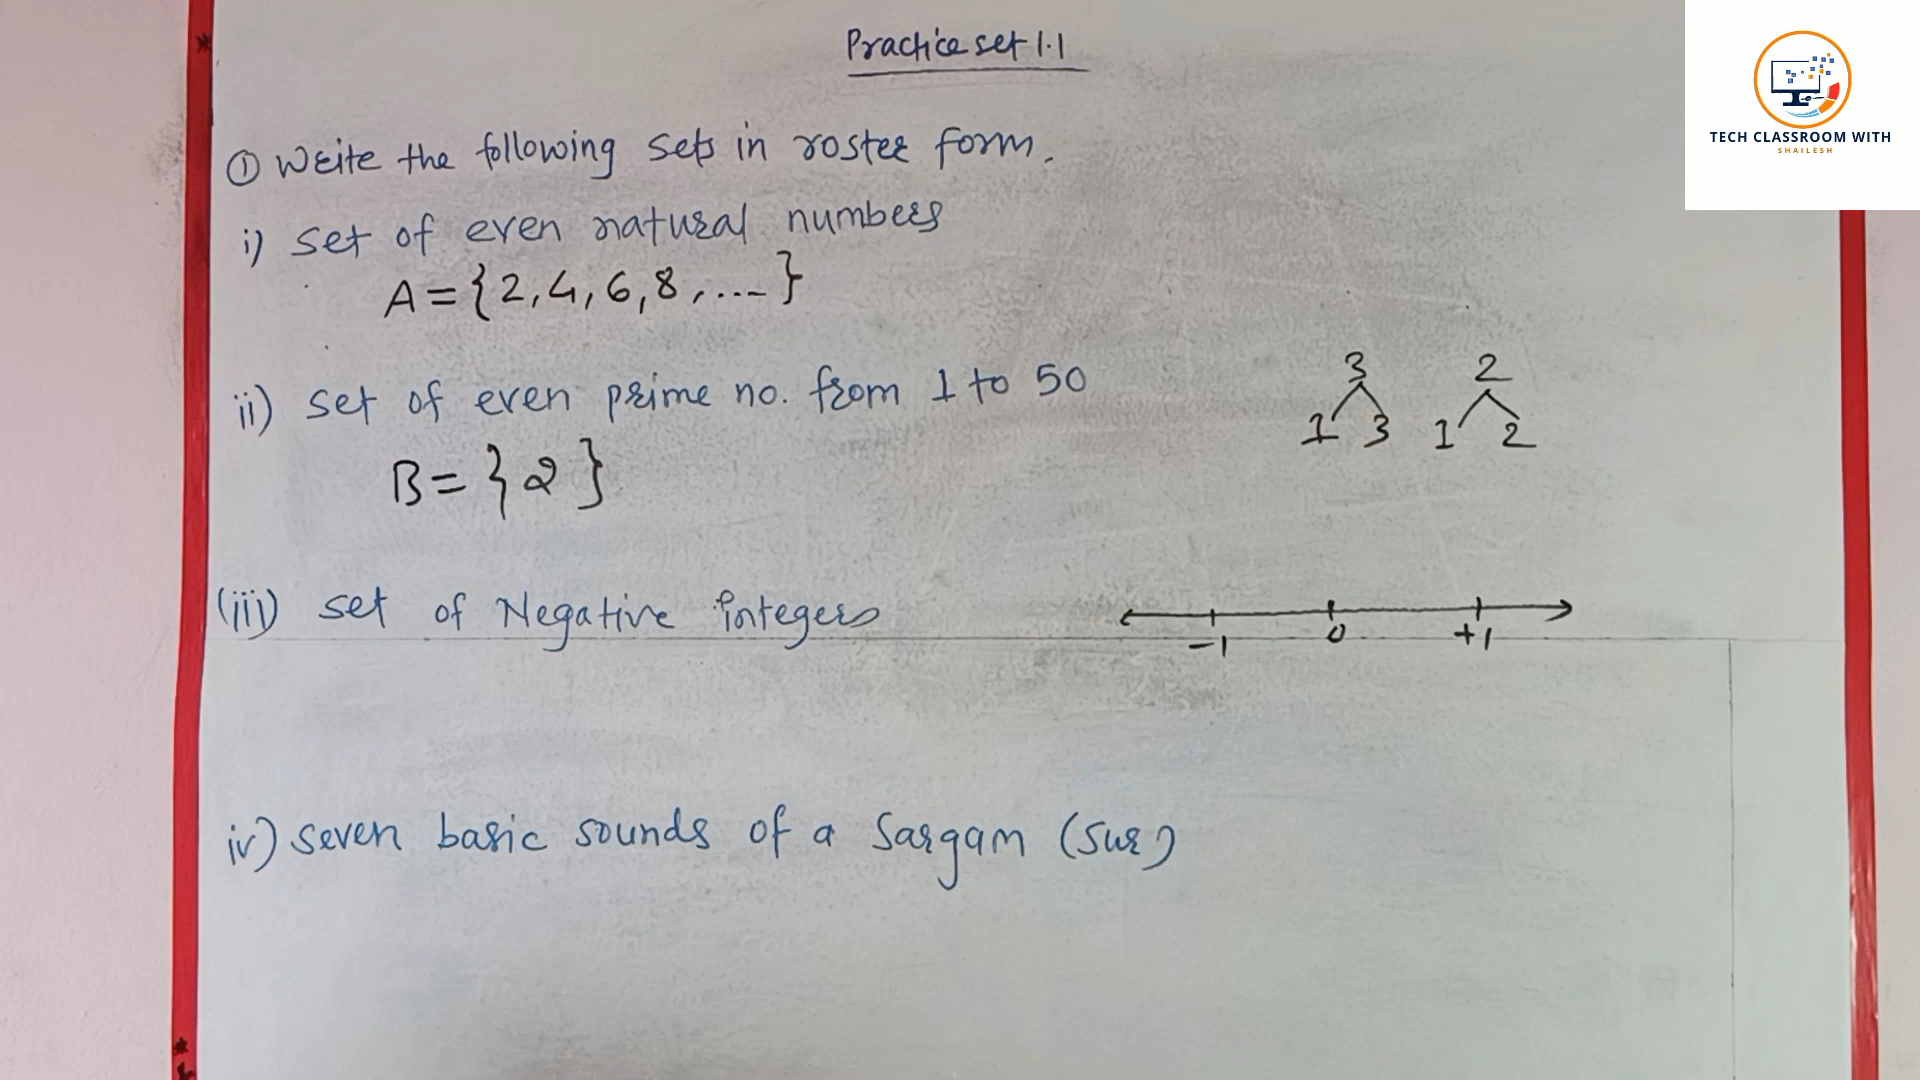 Practice set 1.1
TECH CLASSROOM WITH
SHAILESH
① Write the following sets in roster form.
i) set of even natural numbers
A = {2, 4, 6, 8, ....}
ii) set of even prime no. from 1 to 50
3 2
1 3 1 2
B = {2}
(iii) set of Negative integers
-1 0 +1
iv) seven basic sounds of a Sargam (Sur)